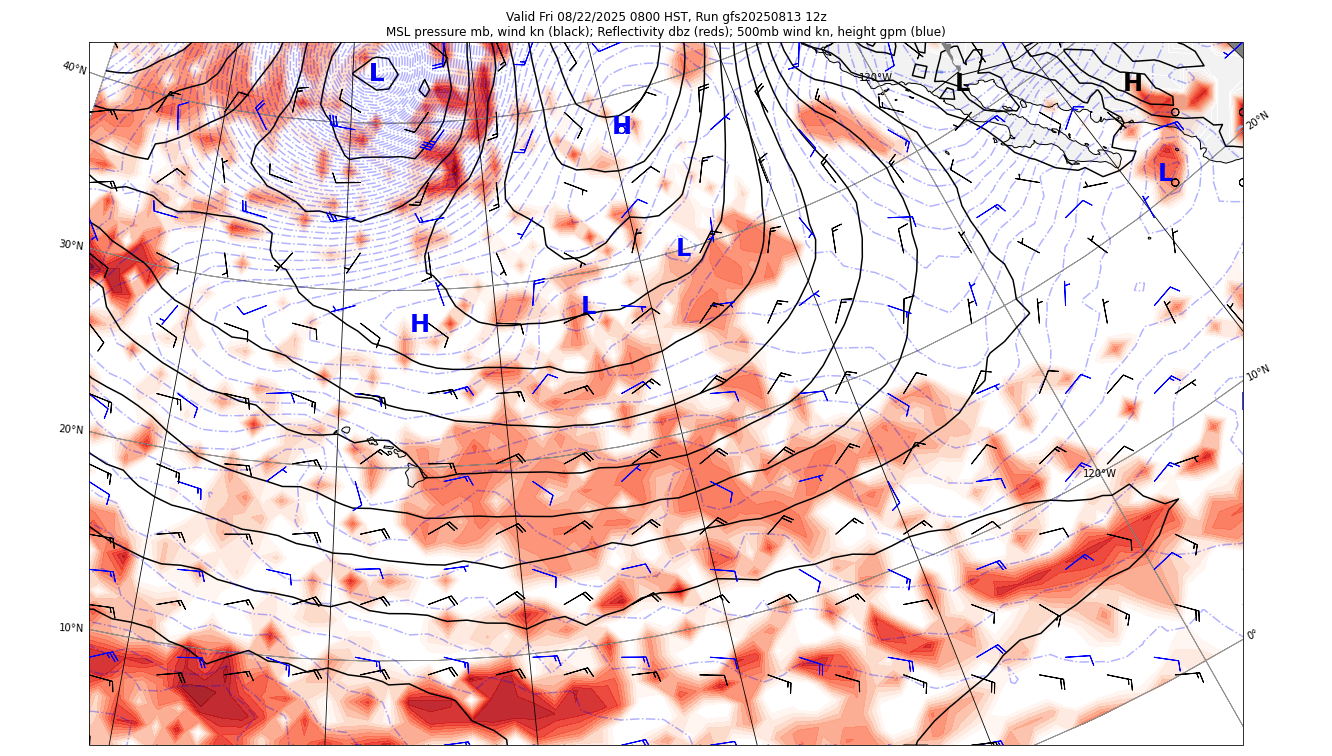 Valid Fri 08/22/2025 0800 HST, Run gfs20250813 12z
MSL pressure mb, wind kn (black); Reflectivity dbz (reds); 500mb wind kn, height gpm (blue)
40°N
L
120°W
L
H
20°N
H
L
30°N
L
L
H
10°N
20°N
120°W
10°N
0°